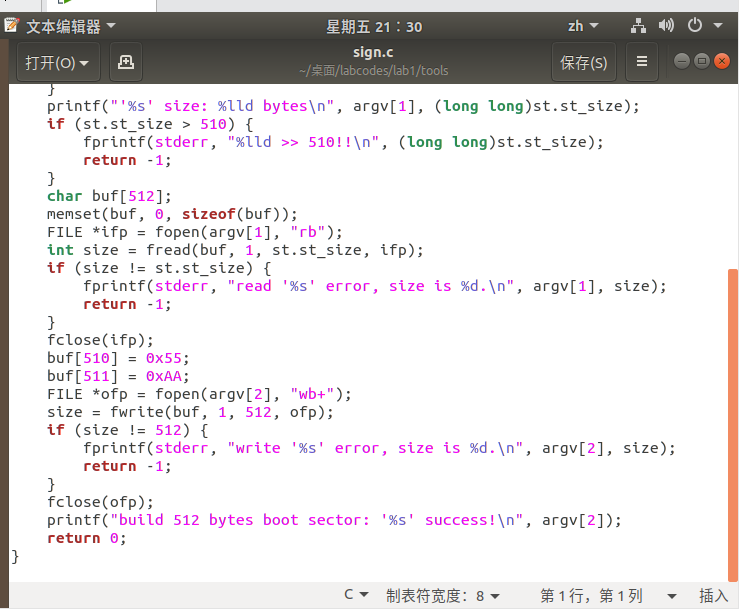 文本编辑器
星期五 21：30
zh
打开(O)
sign.c
~/桌面/labcodes/lab1/tools
保存(S)
    }
    printf("'%s' size: %lld bytes\n", argv[1], (long long)st.st_size);
    if (st.st_size > 510) {
        fprintf(stderr, "%lld >> 510!!\n", (long long)st.st_size);
        return -1;
    }
    char buf[512];
    memset(buf, 0, sizeof(buf));
    FILE *ifp = fopen(argv[1], "rb");
    int size = fread(buf, 1, st.st_size, ifp);
    if (size != st.st_size) {
        fprintf(stderr, "read '%s' error, size is %d.\n", argv[1], size);
        return -1;
    }
    fclose(ifp);
    buf[510] = 0x55;
    buf[511] = 0xAA;
    FILE *ofp = fopen(argv[2], "wb+");
    size = fwrite(buf, 1, 512, ofp);
    if (size != 512) {
        fprintf(stderr, "write '%s' error, size is %d.\n", argv[2], size);
        return -1;
    }
    fclose(ofp);
    printf("build 512 bytes boot sector: '%s' success!\n", argv[2]);
    return 0;
}
C
制表符宽度：8
第 1 行，第 1 列
插入